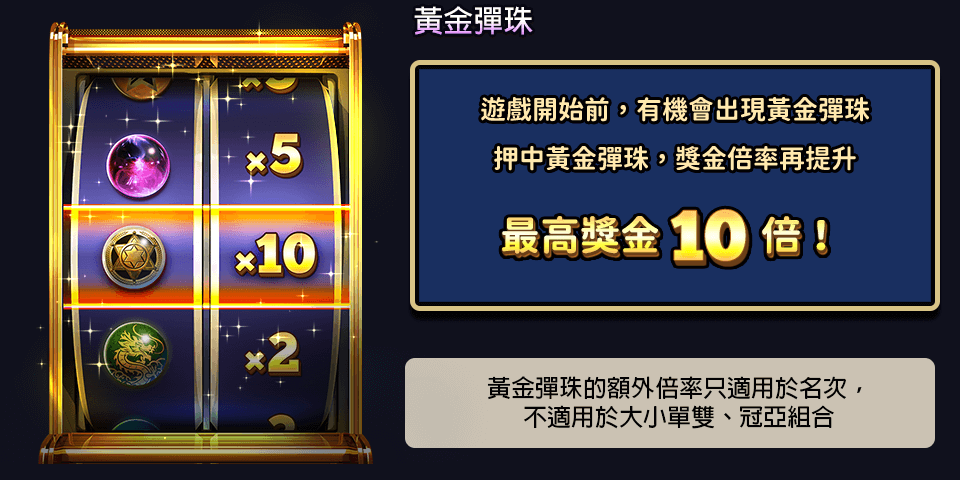 黃金彈珠
×5
×10
×2
遊戲開始前，有機會出現黃金彈珠
押中黃金彈珠，獎金倍率再提升
最高獎金10倍！
黃金彈珠的額外倍率只適用於名次，
不適用於大小單雙、冠亞組合